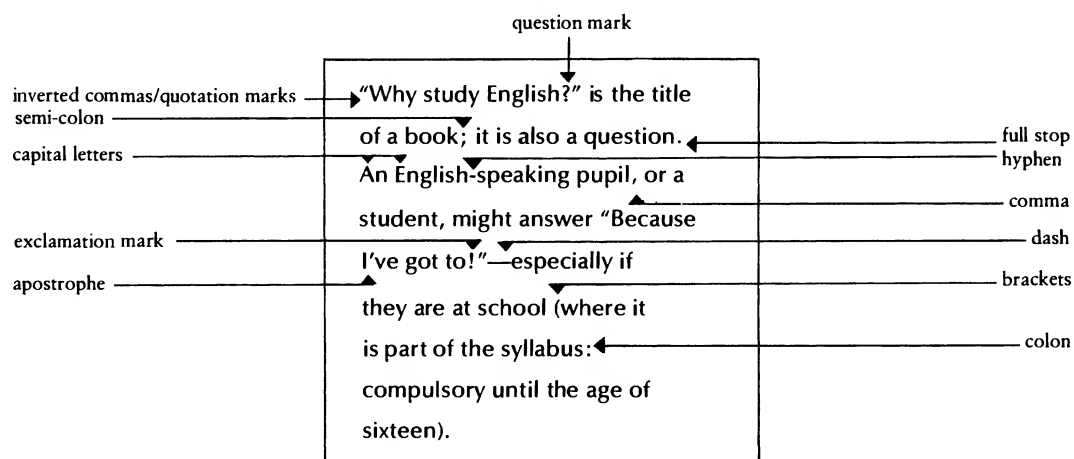 question mark
inverted commas/quotation marks
semi-colon
capital letters
exclamation mark
apostrophe
“Why study English?” is the title
of a book; it is also a question.
An English-speaking pupil, or a
student, might answer “Because
I've got to!”—especially if
they are at school (where it
is part of the syllabus:
compulsory until the age of
sixteen).
full stop
hyphen
comma
dash
brackets
colon